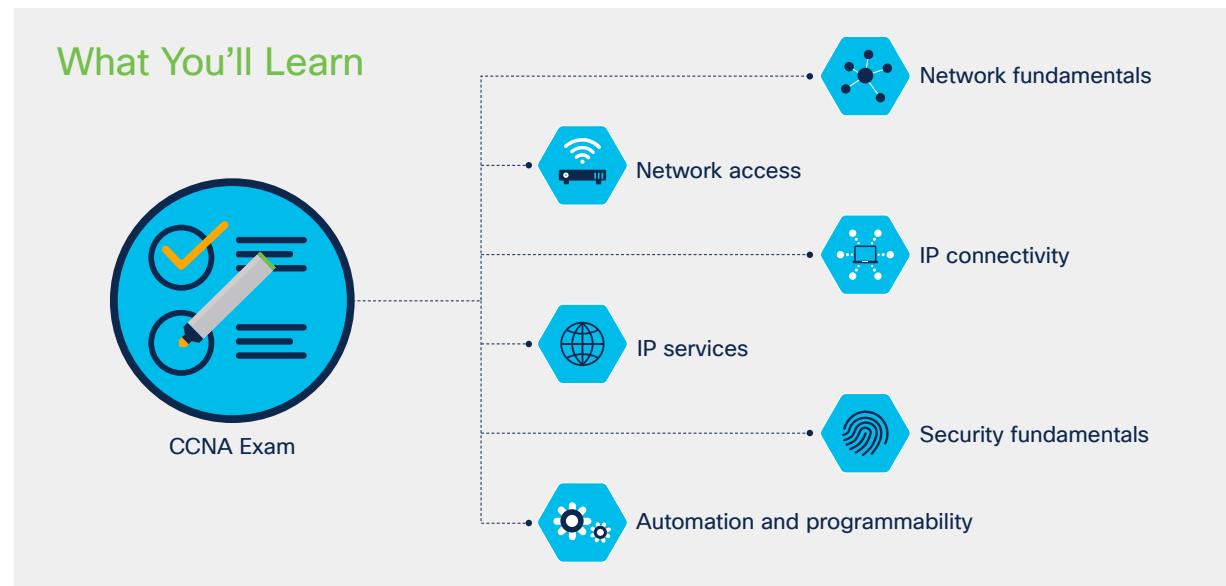 What You'll Learn
Network fundamentals
Network access
IP connectivity
IP services
Security fundamentals
Automation and programmability
CCNA Exam